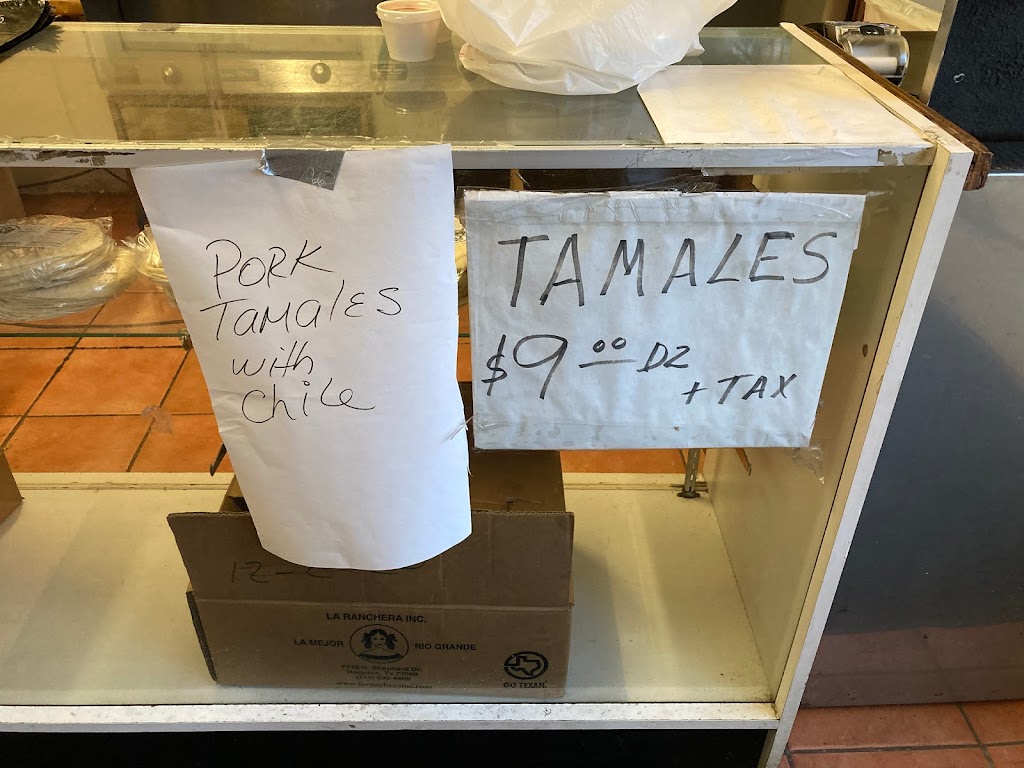 PORK
TAMALES
with
Chile
TAMALES
$9.00 DZ
+ TAX
LA RANCHERA INC.
LA MEJOR RIO GRANDE
GO TEXAN.